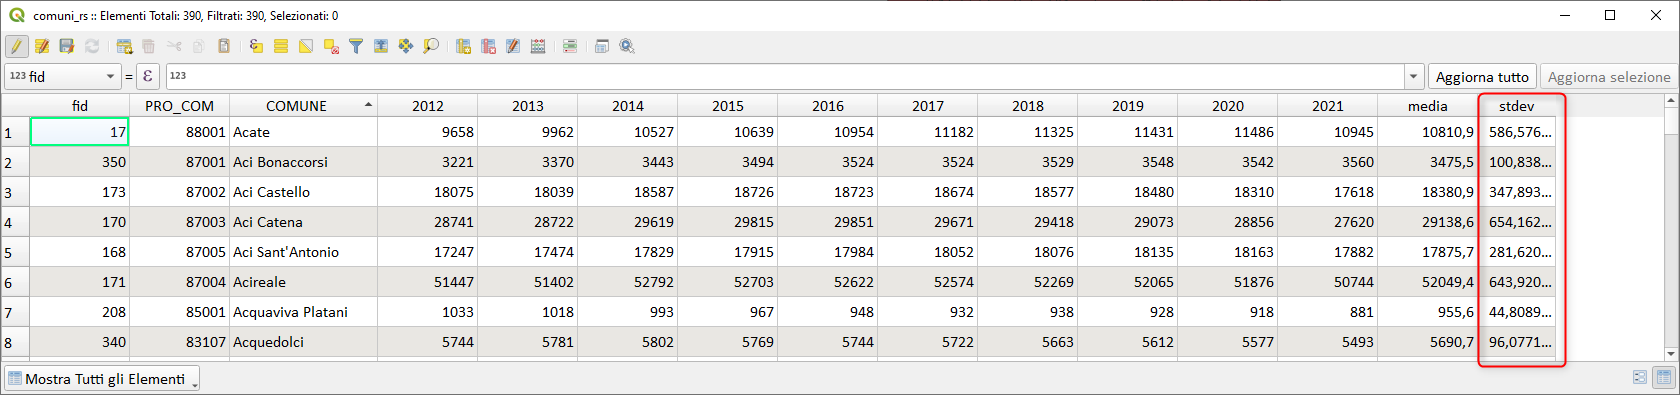 comuni_rs :: Elementi Totali: 390, Filtrati: 390, Selezionati: 0
123 fid = ε 123 Aggiorna tutto Aggiorna selezione
fid PRO_COM COMUNE 2012 2013 2014 2015 2016 2017 2018 2019 2020 2021 media stdev
1 17 88001 Acate 9658 9962 10527 10639 10954 11182 11325 11431 11486 10945 10810,9 586,576...
2 350 87001 Aci Bonaccorsi 3221 3370 3443 3494 3524 3524 3529 3548 3542 3560 3475,5 100,838...
3 173 87002 Aci Castello 18075 18039 18587 18726 18723 18674 18577 18480 18310 17618 18380,9 347,893...
4 170 87003 Aci Catena 28741 28722 29619 29815 29851 29671 29418 29073 28856 27620 29138,6 654,162...
5 168 87005 Aci Sant'Antonio 17247 17474 17829 17915 17984 18052 18076 18135 18163 17882 17875,7 281,620...
6 171 87004 Acireale 51447 51402 52792 52703 52622 52574 52269 52065 51876 50744 52049,4 643,920...
7 208 85001 Acquaviva Platani 1033 1018 993 967 948 932 938 928 918 881 955,6 44,8089...
8 340 83107 Acquedolci 5744 5781 5802 5769 5744 5722 5663 5612 5577 5493 5690,7 96,0771...
Mostra Tutti gli Elementi